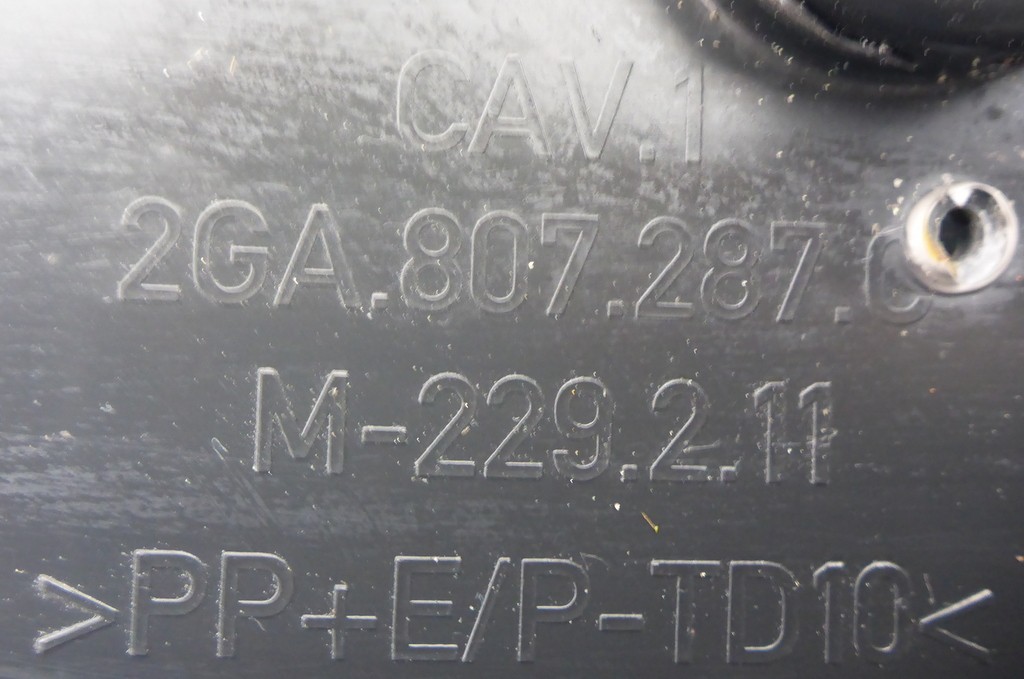 CAV.1
2GA.807.287.C
M-229.2.11
>PP+E/P-TD10<